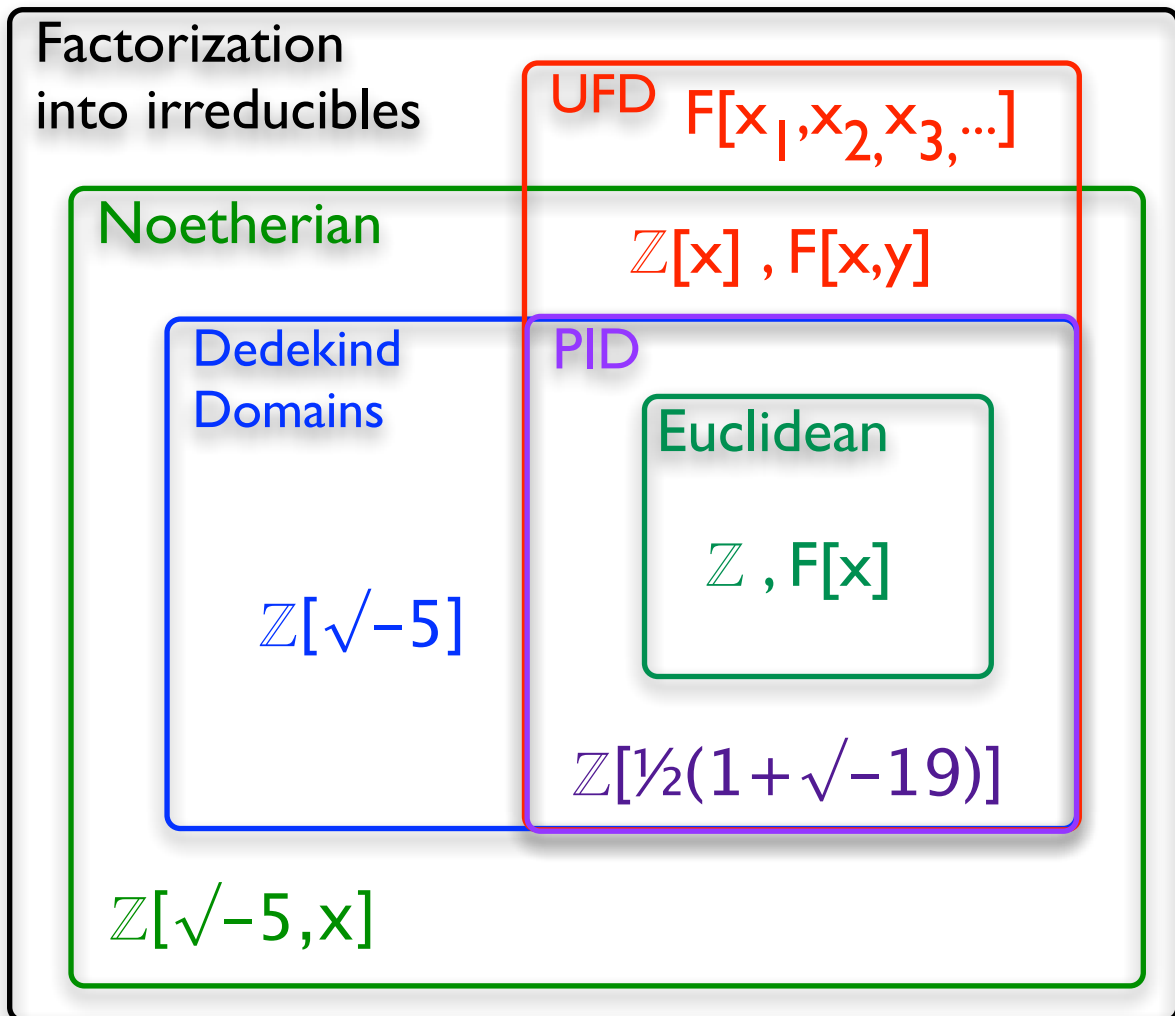 Factorization
into irreducibles
UFD
F[x₁,x₂,x₃,...]
Noetherian
ℤ[x] , F[x,y]
Dedekind
Domains
PID
Euclidean
ℤ , F[x]
ℤ[√-5]
ℤ[½(1+√-19)]
ℤ[√-5,x]